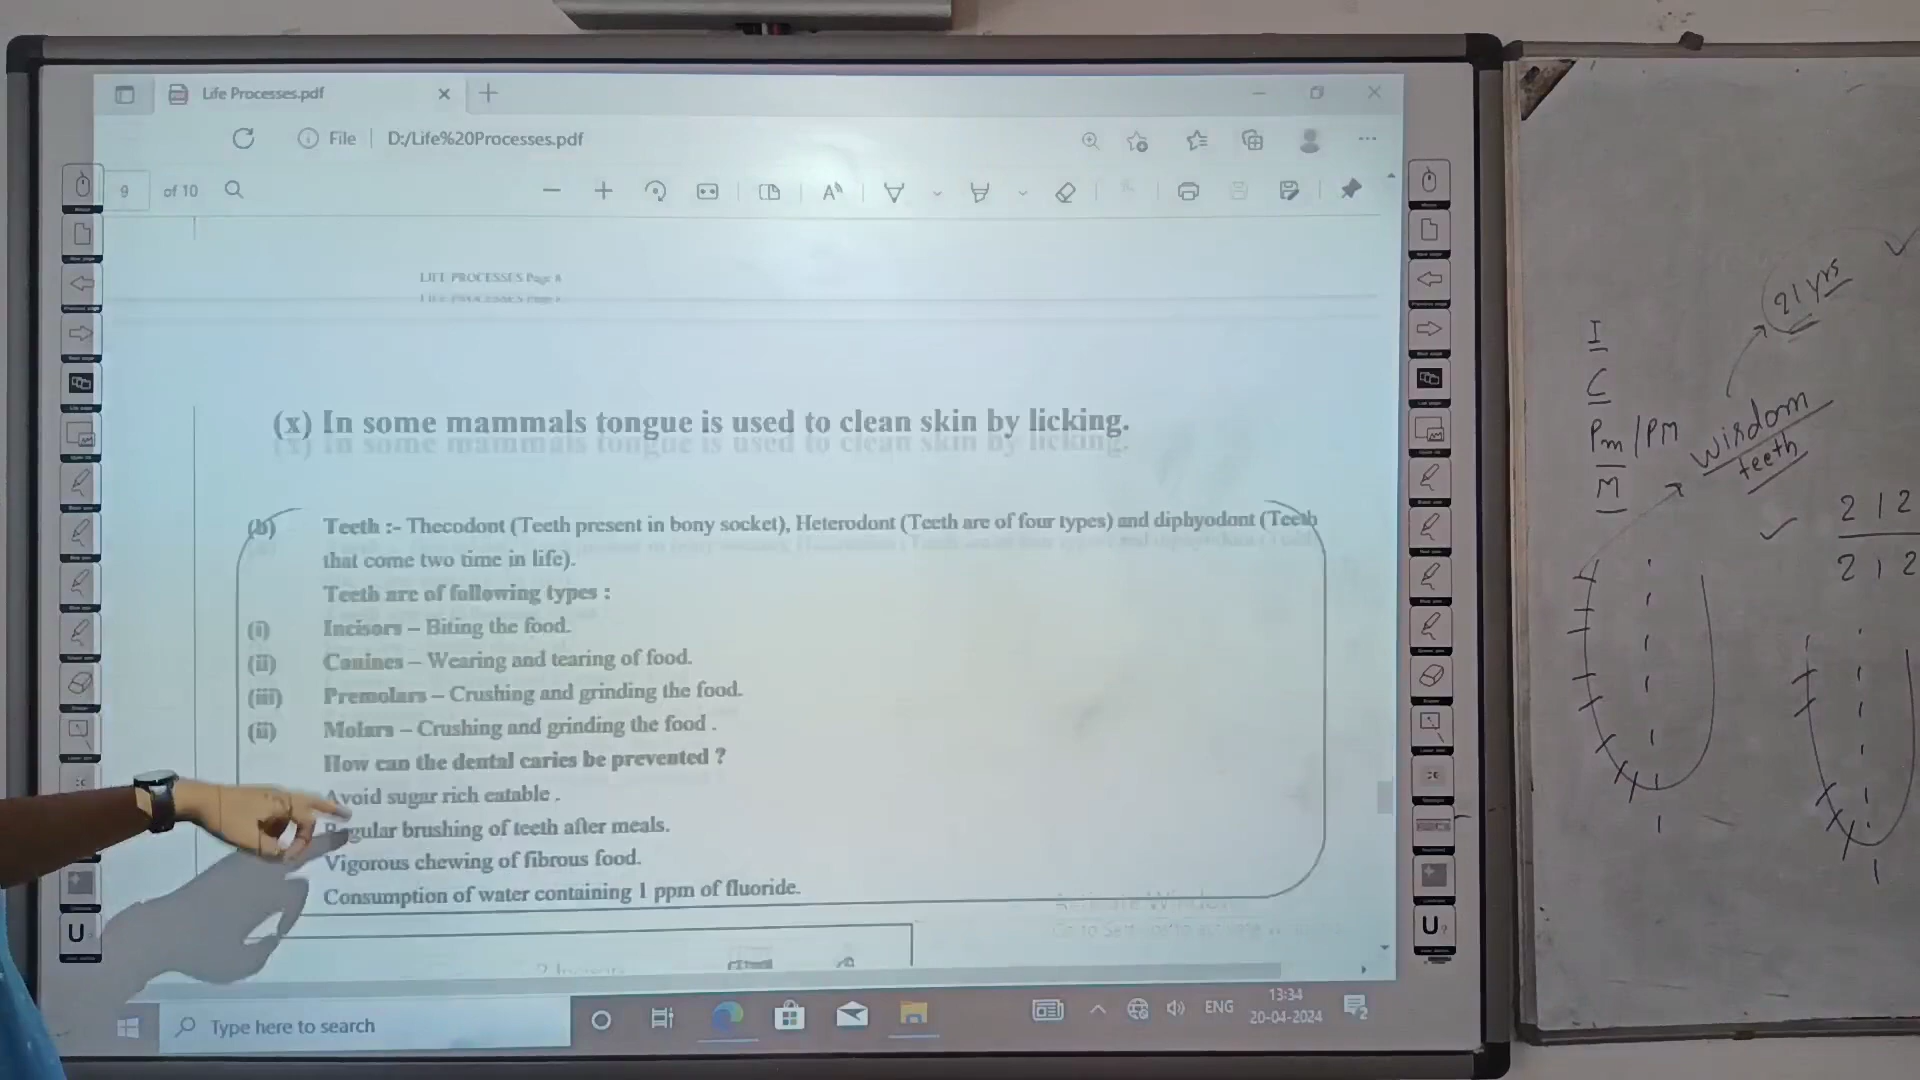 Life Processes.pdf
File D:/Life%20Processes.pdf
9 of 10
LIFE PROCESSES Page 8
(x) In some mammals tongue is used to clean skin by licking.
(b) Teeth :- Thecodont (Teeth present in bony socket), Heterodont (Teeth are of four types) and diphyodont (Teeth
that come two time in life).
Teeth are of following types :
(i) Incisors – Biting the food.
(ii) Canines – Wearing and tearing of food.
(iii) Premolars – Crushing and grinding the food.
(ii) Molars – Crushing and grinding the food .
How can the dental caries be prevented ?
Avoid sugar rich eatable .
Regular brushing of teeth after meals.
Vigorous chewing of fibrous food.
Consumption of water containing 1 ppm of fluoride.
Activate Windows
Type here to search
ENG
13:34
20-04-2024
21 yrs
I
C
Pm/PM
M
wisdom
teeth
2 1 2
2 1 2